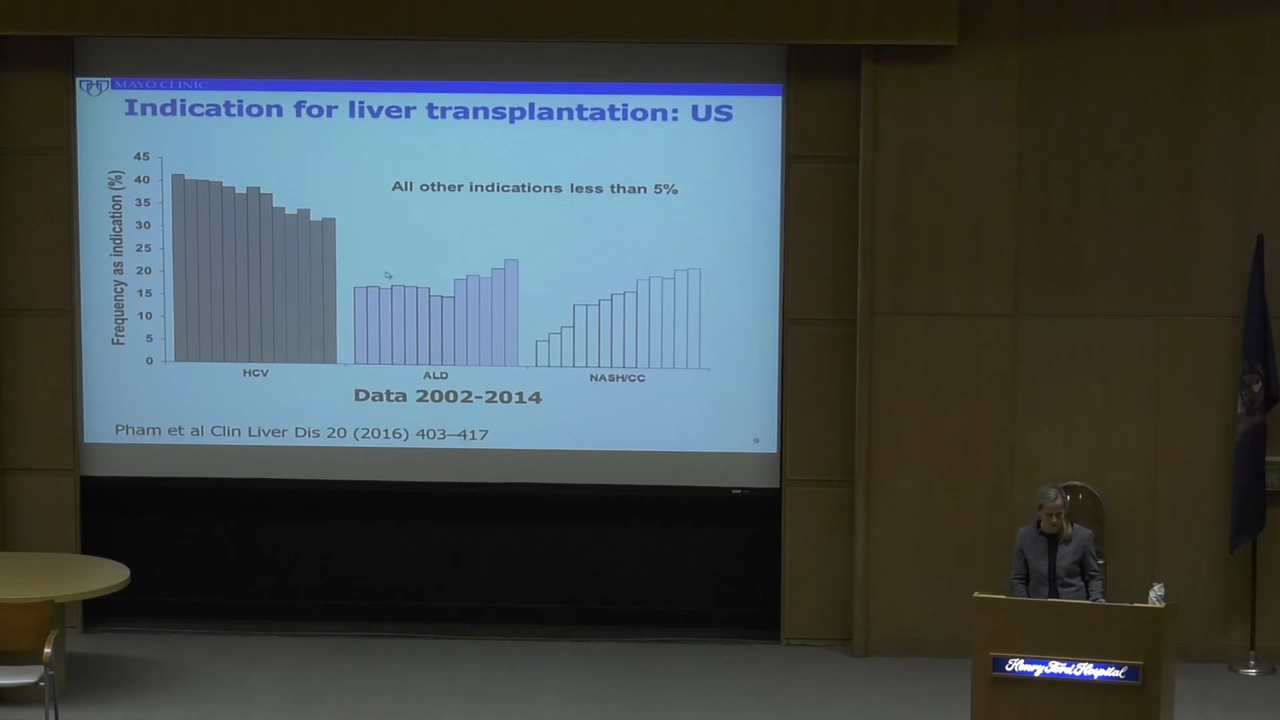 MAYO CLINIC
Indication for liver transplantation: US
Frequency as indication (%)
45
40
35
30
25
20
15
10
5
0
All other indications less than 5%
HCV
ALD
NASH/CC
Data 2002-2014
Pham et al Clin Liver Dis 20 (2016) 403–417
9
Henry Ford Hospital